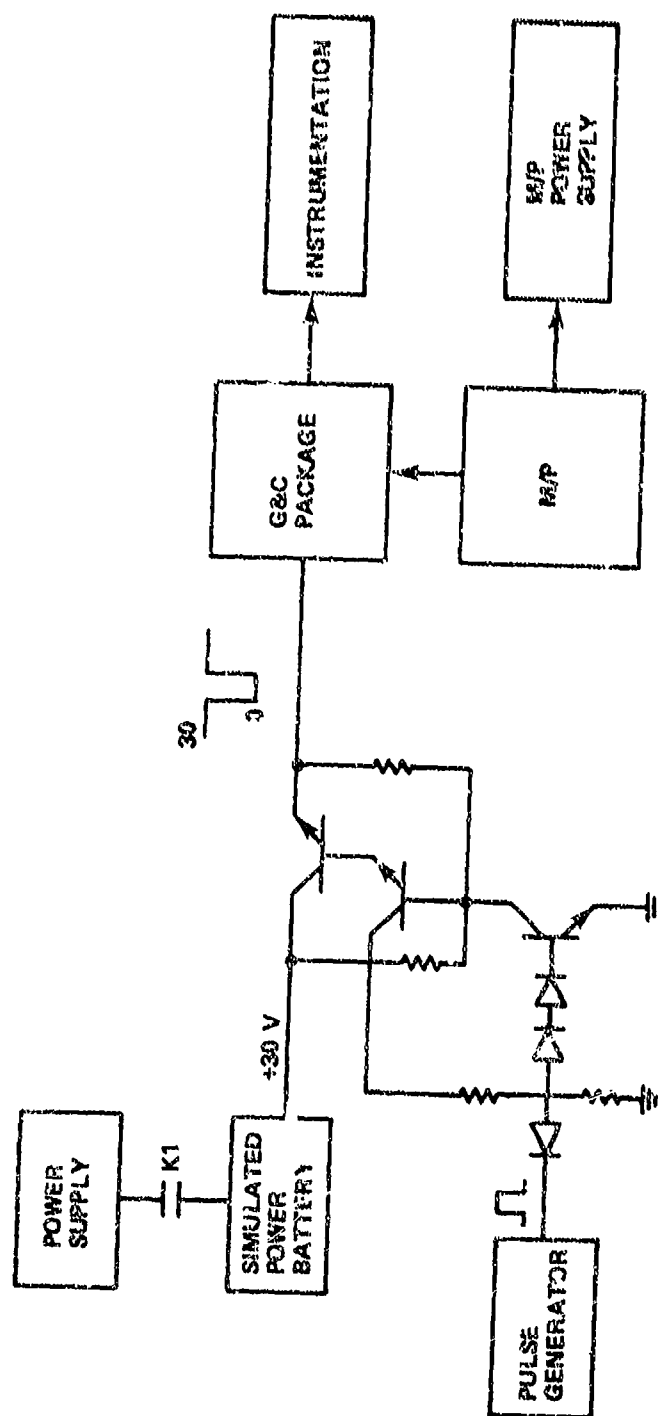 POWER
SUPPLY
K1
SIMULATED
POWER
BATTERY
+30 V
30
0
G&C
PACKAGE
INSTRUMENTATION
PULSE
GENERATOR
M/P
M/P
POWER
SUPPLY